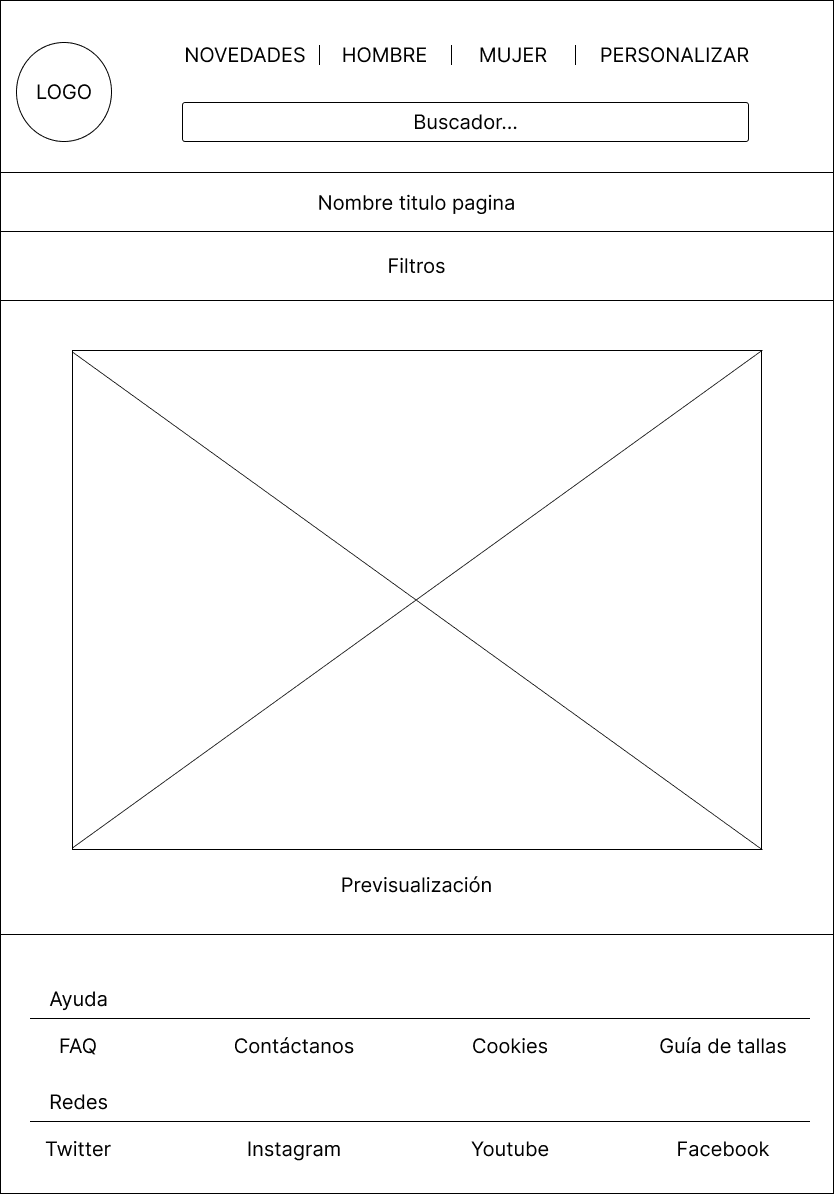 LOGO
NOVEDADES | HOMBRE | MUJER | PERSONALIZAR
Buscador...
Nombre titulo pagina
Filtros
Previsualización
Ayuda
FAQ Contáctanos Cookies Guía de tallas
Redes
Twitter Instagram Youtube Facebook